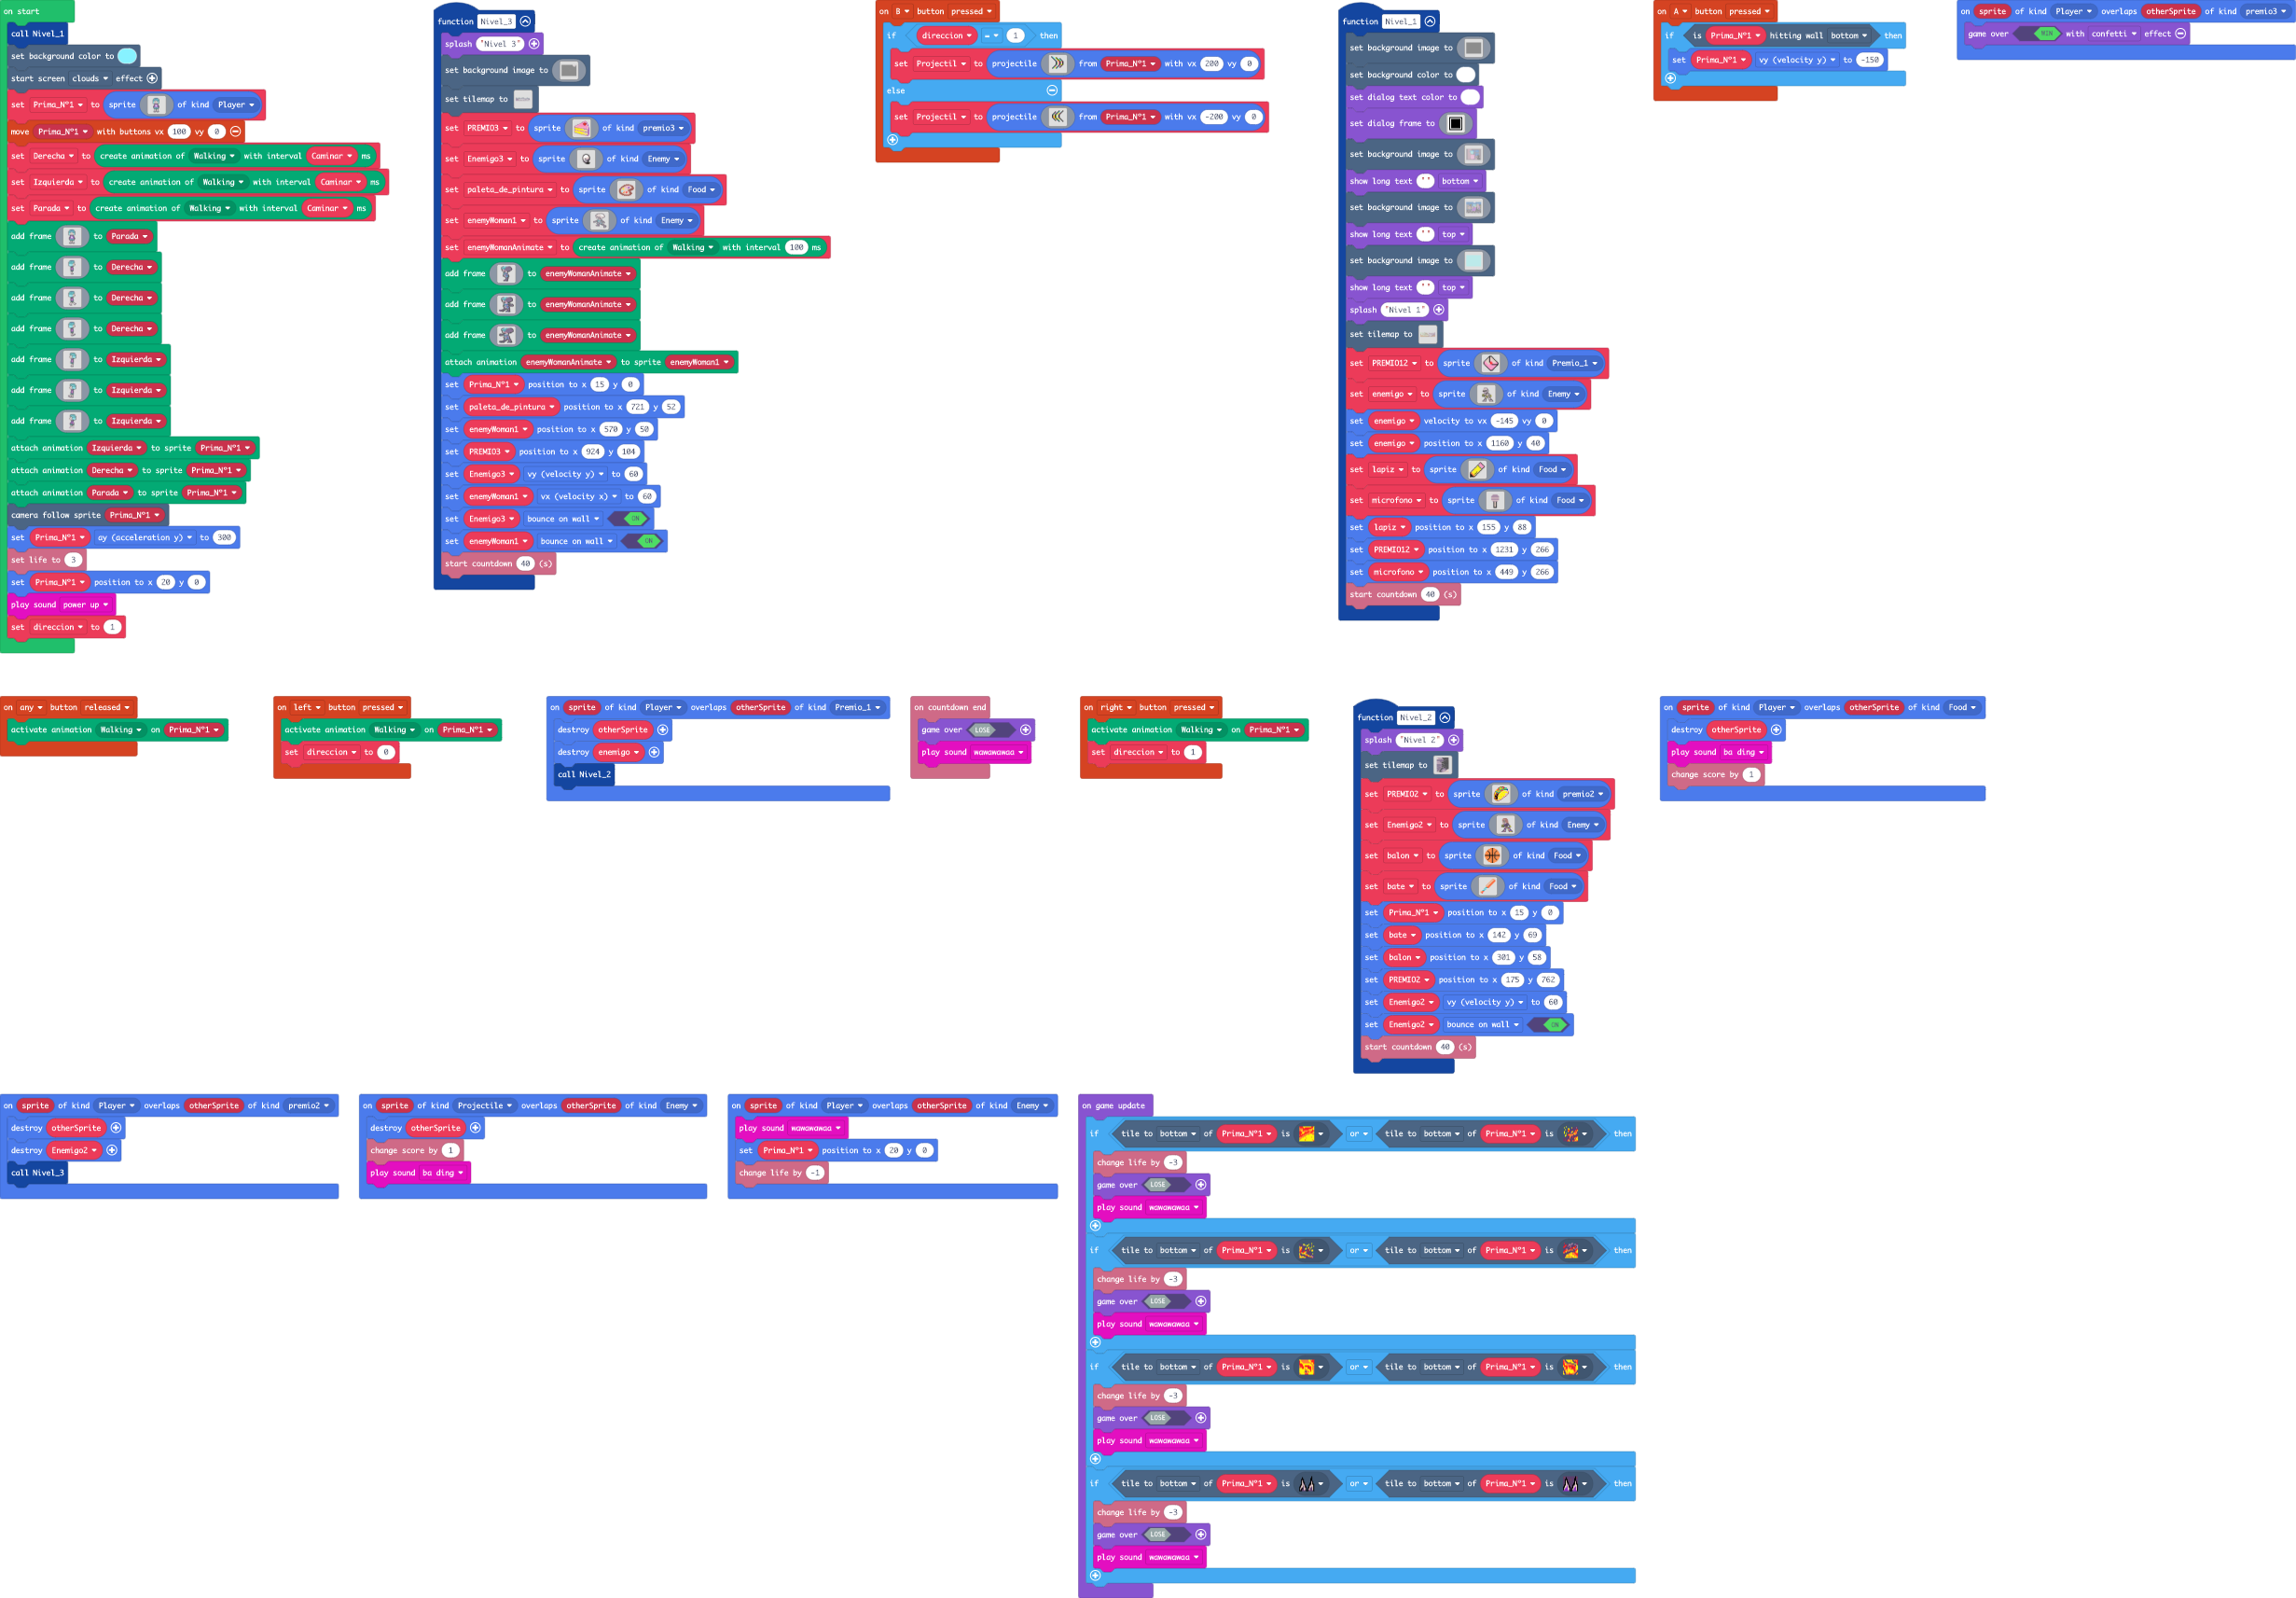 on start
call Nivel_1
set background color to
start screen clouds effect
set Prima_Nº1 to sprite of kind Player
move Prima_Nº1 with buttons vx 100 vy 0
set Derecha to create animation of Walking with interval Caminar ms
set Izquierda to create animation of Walking with interval Caminar ms
set Parada to create animation of Walking with interval Caminar ms
add frame to Parada
add frame to Derecha
add frame to Derecha
add frame to Derecha
add frame to Izquierda
add frame to Izquierda
add frame to Izquierda
attach animation Izquierda to sprite Prima_Nº1
attach animation Derecha to sprite Prima_Nº1
attach animation Parada to sprite Prima_Nº1
camera follow sprite Prima_Nº1
set Prima_Nº1 ay (acceleration y) to 300
set life to 3
set Prima_Nº1 position to x 20 y 0
play sound power up
set direccion to 1
function Nivel_3
splash "Nivel 3"
set background image to
set tilemap to
set PREMIO3 to sprite of kind premio3
set Enemigo3 to sprite of kind Enemy
set paleta_de_pintura to sprite of kind Food
set enemyWoman1 to sprite of kind Enemy
set enemyWomanAnimate to create animation of Walking with interval 100 ms
add frame to enemyWomanAnimate
add frame to enemyWomanAnimate
add frame to enemyWomanAnimate
attach animation enemyWomanAnimate to sprite enemyWoman1
set Prima_Nº1 position to x 15 y 0
set paleta_de_pintura position to x 721 y 52
set enemyWoman1 position to x 570 y 50
set PREMIO3 position to x 924 y 104
set Enemigo3 vy (velocity y) to 60
set enemyWoman1 vx (velocity x) to 60
set Enemigo3 bounce on wall ON
set enemyWoman1 bounce on wall ON
start countdown 40 (s)
on B button pressed
if direccion = 1 then
set Projectil to projectile from Prima_Nº1 with vx 200 vy 0
else
set Projectil to projectile from Prima_Nº1 with vx -200 vy 0
function Nivel_1
set background image to
set background color to
set dialog text color to
set dialog frame to
set background image to
show long text " " bottom
set background image to
show long text " " top
set background image to
show long text " " top
splash "Nivel 1"
set tilemap to
set PREMIO12 to sprite of kind Premio_1
set enemigo to sprite of kind Enemy
set enemigo velocity to vx -145 vy 0
set enemigo position to x 1160 y 40
set lapiz to sprite of kind Food
set microfono to sprite of kind Food
set lapiz position to x 155 y 88
set PREMIO12 position to x 1231 y 266
set microfono position to x 449 y 266
start countdown 40 (s)
on A button pressed
if is Prima_Nº1 hitting wall bottom then
set Prima_Nº1 vy (velocity y) to -150
on sprite of kind Player overlaps otherSprite of kind premio3
game over WIN with confetti effect
on any button released
activate animation Walking on Prima_Nº1
on left button pressed
activate animation Walking on Prima_Nº1
set direccion to 0
on sprite of kind Player overlaps otherSprite of kind Premio_1
destroy otherSprite
destroy enemigo
call Nivel_2
on countdown end
game over LOSE
play sound wawawawaa
on right button pressed
activate animation Walking on Prima_Nº1
set direccion to 1
function Nivel_2
splash "Nivel 2"
set tilemap to
set PREMIO2 to sprite of kind premio2
set Enemigo2 to sprite of kind Enemy
set balon to sprite of kind Food
set bate to sprite of kind Food
set Prima_Nº1 position to x 15 y 0
set bate position to x 142 y 69
set balon position to x 301 y 58
set PREMIO2 position to x 175 y 762
set Enemigo2 vy (velocity y) to 60
set Enemigo2 bounce on wall ON
start countdown 40 (s)
on sprite of kind Player overlaps otherSprite of kind Food
destroy otherSprite
play sound ba ding
change score by 1
on sprite of kind Player overlaps otherSprite of kind premio2
destroy otherSprite
destroy Enemigo2
call Nivel_3
on sprite of kind Projectile overlaps otherSprite of kind Enemy
destroy otherSprite
change score by 1
play sound ba ding
on sprite of kind Player overlaps otherSprite of kind Enemy
play sound wawawawaa
set Prima_Nº1 position to x 20 y 0
change life by -1
on game update
if tile to bottom of Prima_Nº1 is or tile to bottom of Prima_Nº1 is then
change life by -3
game over LOSE
play sound wawawawaa
if tile to bottom of Prima_Nº1 is or tile to bottom of Prima_Nº1 is then
change life by -3
game over LOSE
play sound wawawawaa
if tile to bottom of Prima_Nº1 is or tile to bottom of Prima_Nº1 is then
change life by -3
game over LOSE
play sound wawawawaa
if tile to bottom of Prima_Nº1 is or tile to bottom of Prima_Nº1 is then
change life by -3
game over LOSE
play sound wawawawaa